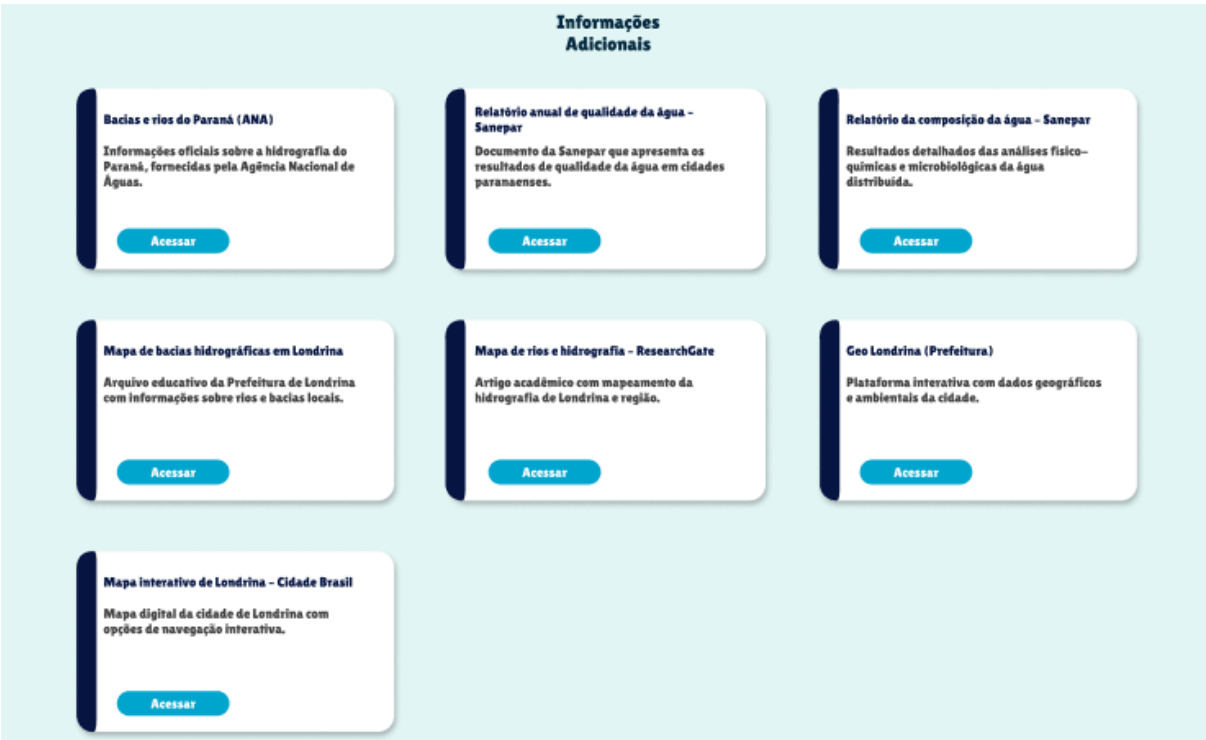 Informações
Adicionais
Bacias e rios do Paraná (ANA)
Informações oficiais sobre a hidrografia do
Paraná, fornecidas pela Agência Nacional de
Águas.
Acessar
Relatório anual de qualidade da água –
Sanepar
Documento da Sanepar que apresenta os
resultados de qualidade da água em cidades
paranaenses.
Acessar
Relatório da composição da água – Sanepar
Resultados detalhados das análises físico-
químicas e microbiológicas da água
distribuída.
Acessar
Mapa de bacias hidrográficas em Londrina
Arquivo educativo da Prefeitura de Londrina
com informações sobre rios e bacias locais.
Acessar
Mapa de rios e hidrografia – ResearchGate
Artigo acadêmico com mapeamento da
hidrografia de Londrina e região.
Acessar
Geo Londrina (Prefeitura)
Plataforma interativa com dados geográficos
e ambientais da cidade.
Acessar
Mapa interativo de Londrina – Cidade Brasil
Mapa digital da cidade de Londrina com
opções de navegação interativa.
Acessar